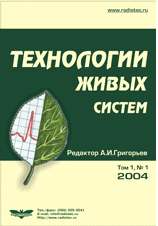 www.radiotec.ru
ТЕХНОЛОГИИ
ЖИВЫХ
СИСТЕМ
Редактор А.И.Григорьев
Том 1, № 1
2004